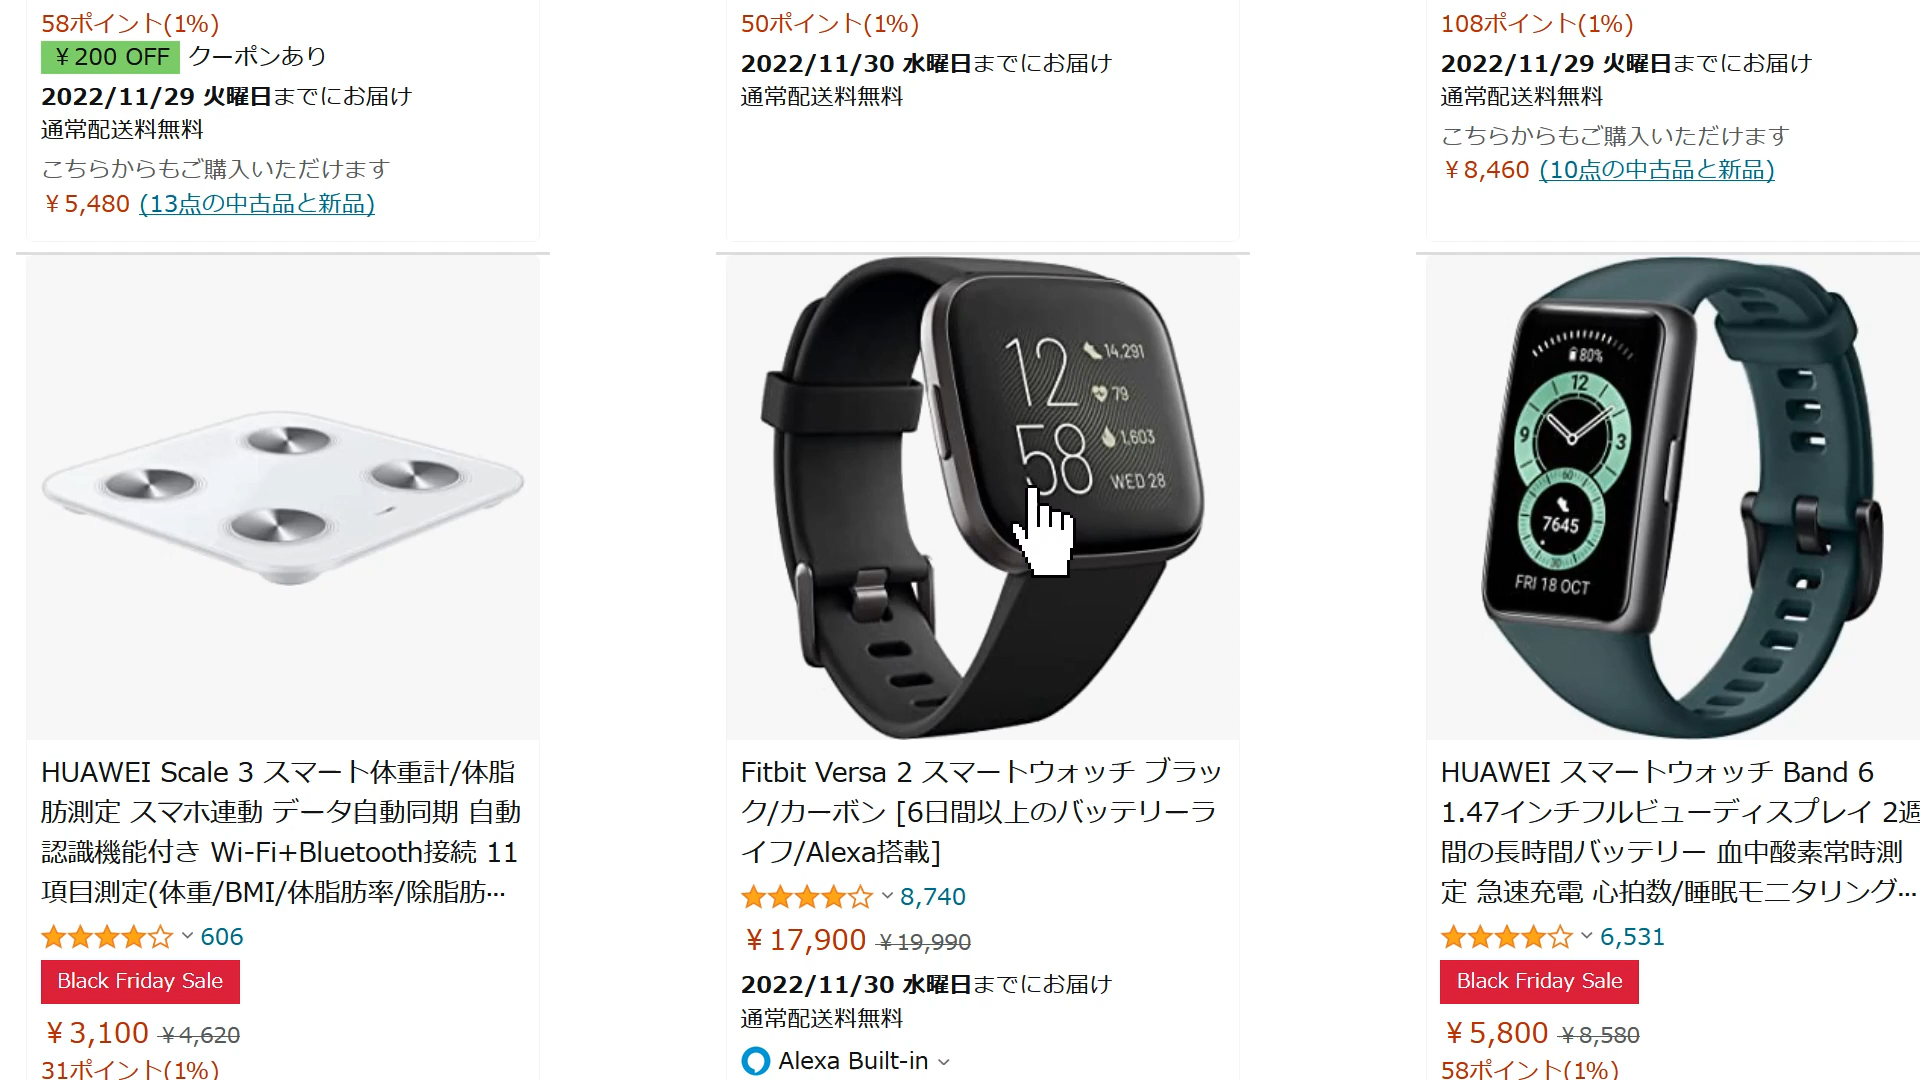 58ポイント(1%)
￥200 OFF クーポンあり
2022/11/29 火曜日までにお届け
通常配送料無料
こちらからもご購入いただけます
￥5,480 (13点の中古品と新品)
50ポイント(1%)
2022/11/30 水曜日までにお届け
通常配送料無料
108ポイント(1%)
2022/11/29 火曜日までにお届け
通常配送料無料
こちらからもご購入いただけます
￥8,460 (10点の中古品と新品)
HUAWEI Scale 3 スマート体重計/体脂
肪測定 スマホ連動 データ自動同期 自動
認識機能付き Wi-Fi+Bluetooth接続 11
項目測定(体重/BMI/体脂肪率/除脂肪…
606
Black Friday Sale
￥3,100 ￥4,620
31ポイント(1%)
12
58
14,291
79
1,603
WED 28
Fitbit Versa 2 スマートウォッチ ブラッ
ク/カーボン [6日間以上のバッテリーラ
イフ/Alexa搭載]
8,740
￥17,900 ￥19,990
2022/11/30 水曜日までにお届け
通常配送料無料
Alexa Built-in
80%
12
9
3
60
7645
30
FRI 18 OCT
HUAWEI スマートウォッチ Band 6
1.47インチフルビューディスプレイ 2週
間の長時間バッテリー 血中酸素常時測
定 急速充電 心拍数/睡眠モニタリング…
6,531
Black Friday Sale
￥5,800 ￥8,580
58ポイント(1%)